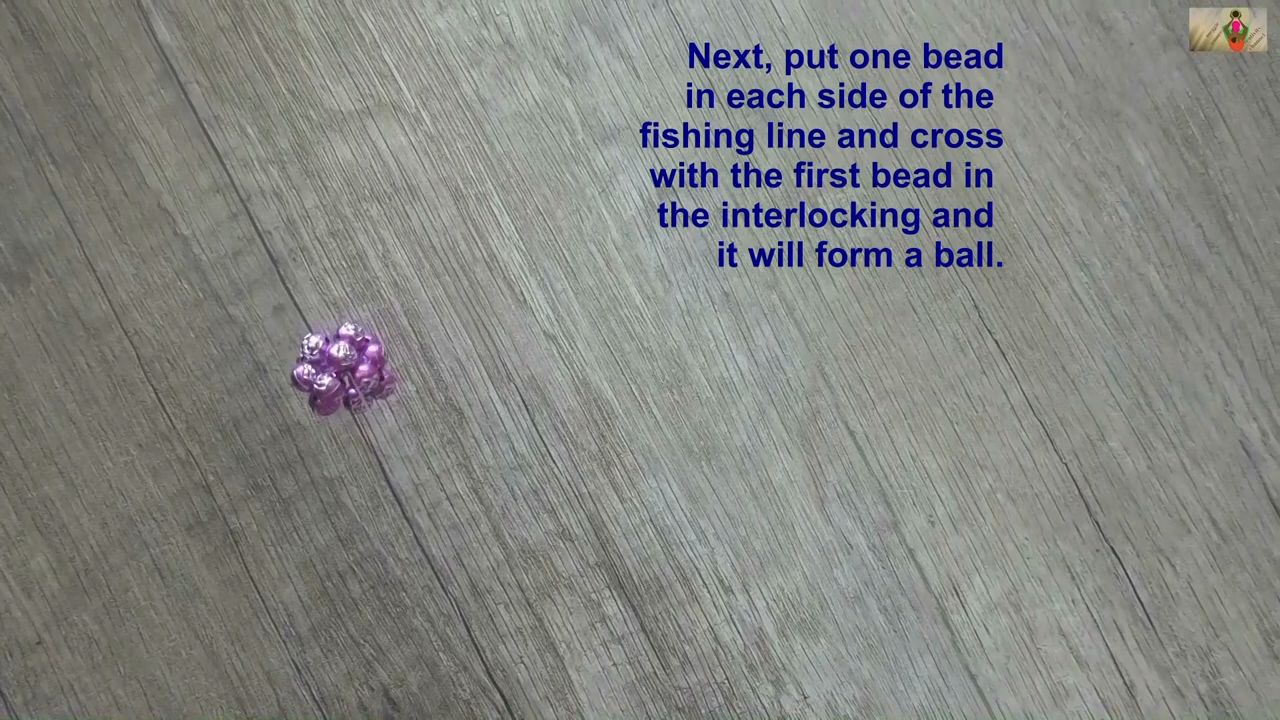 Next, put one bead
in each side of the
fishing line and cross
with the first bead in
the interlocking and
it will form a ball.